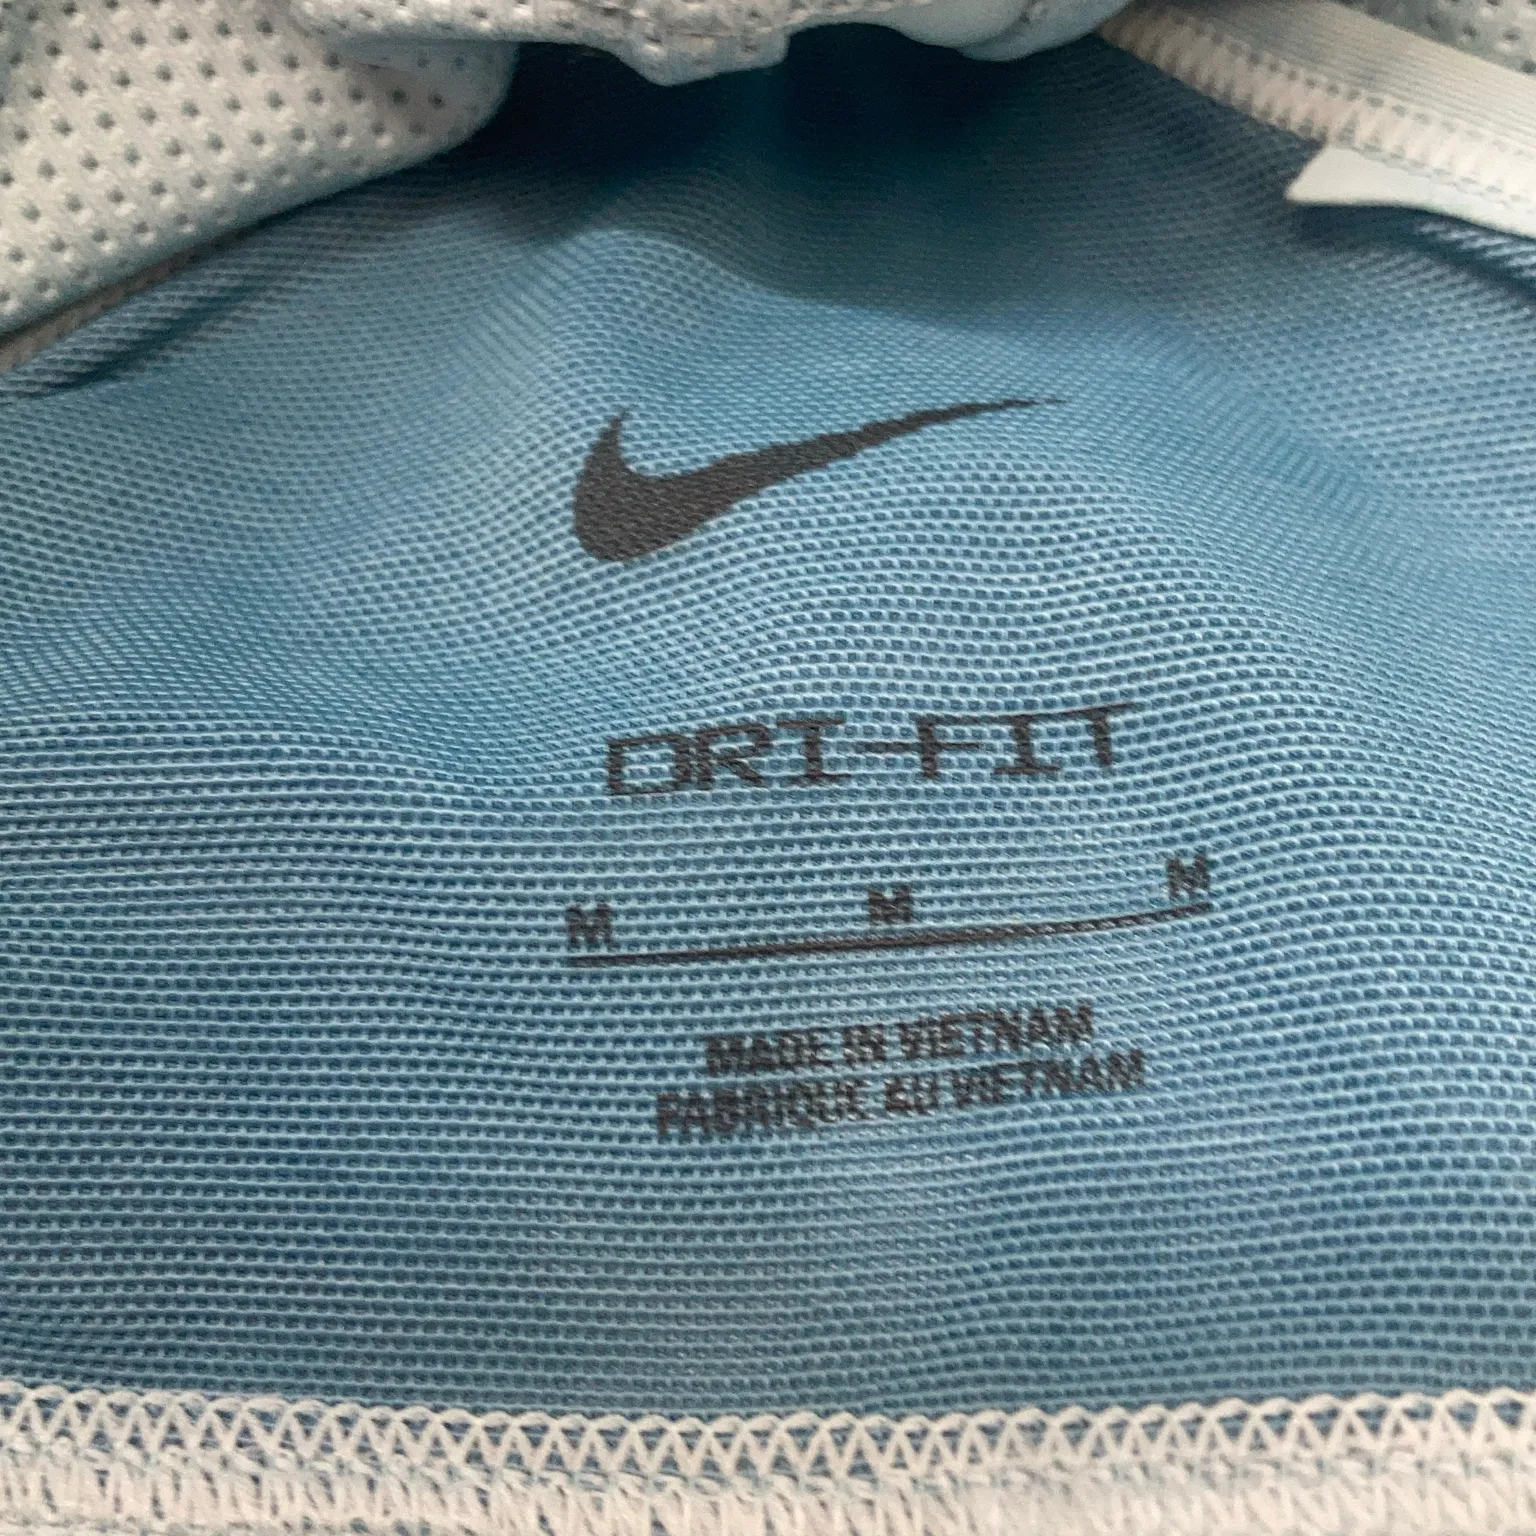 DRI-FIT
M M M
MADE IN VIETNAM
FABRIQUE AU VIETNAM